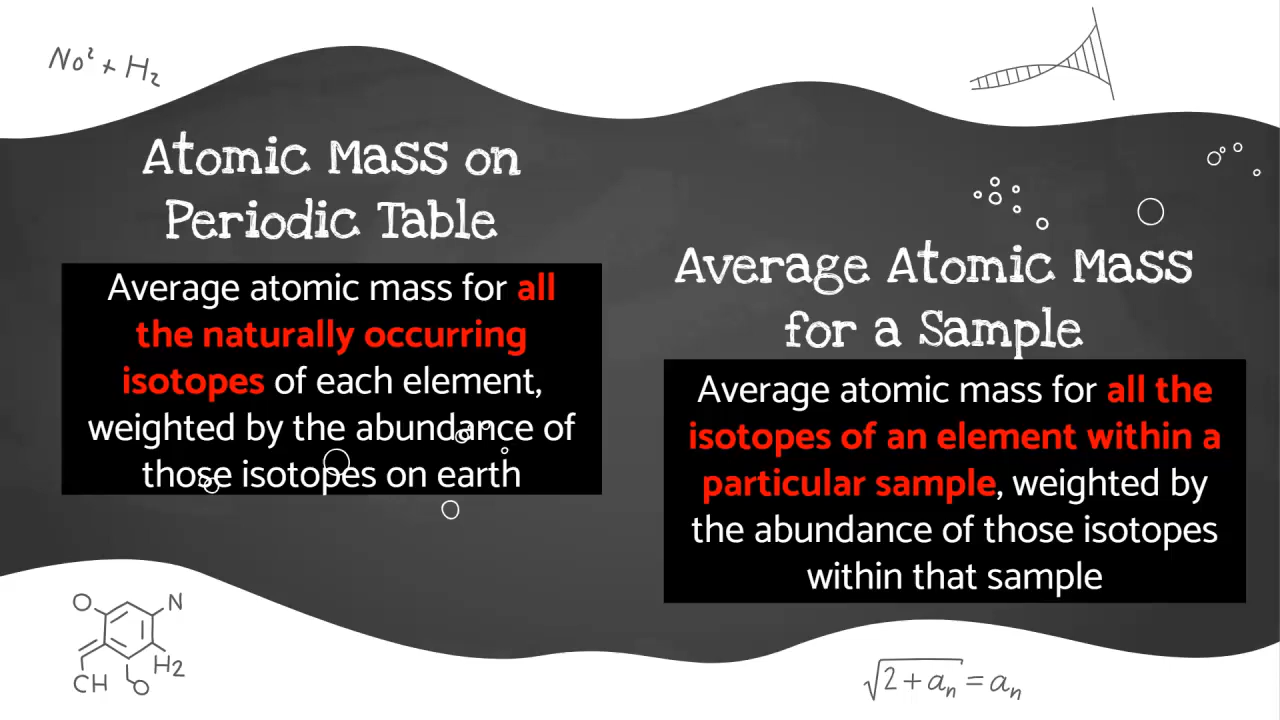 No² + H₂
Atomic Mass on
Periodic Table
Average atomic mass for all
the naturally occurring
isotopes of each element,
weighted by the abundance of
those isotopes on earth
Average Atomic Mass
for a Sample
Average atomic mass for all the
isotopes of an element within a
particular sample, weighted by
the abundance of those isotopes
within that sample
O N
H2
CH O
√2+aₙ = aₙ